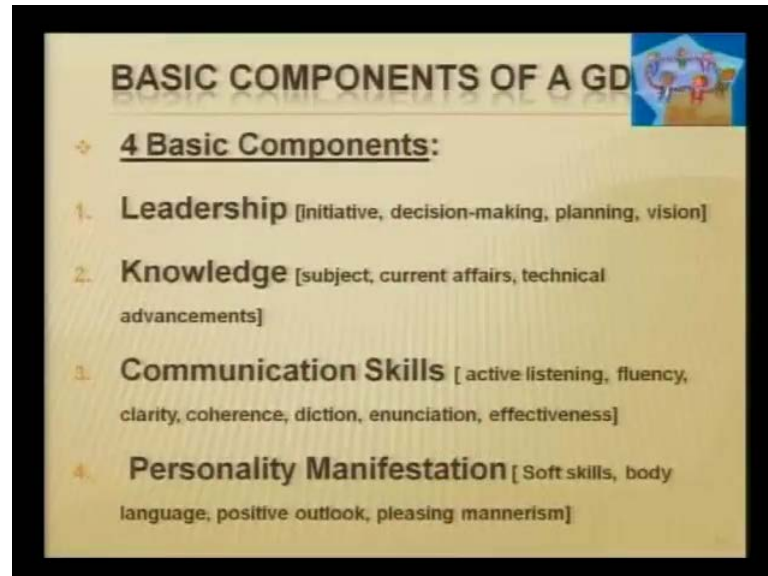 BASIC COMPONENTS OF A GD
4 Basic Components:
1. Leadership [initiative, decision-making, planning, vision]
2. Knowledge [subject, current affairs, technical
advancements]
3. Communication Skills [ active listening, fluency,
clarity, coherence, diction, enunciation, effectiveness]
4. Personality Manifestation [ Soft skills, body
language, positive outlook, pleasing mannerism]